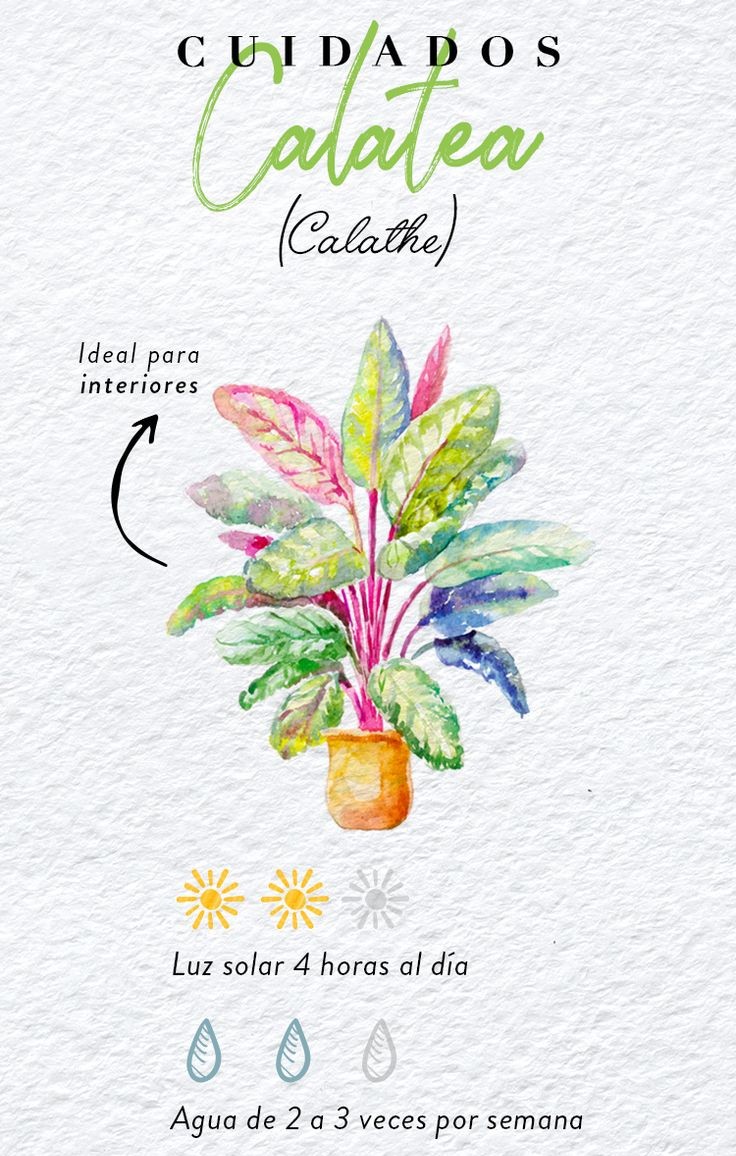 CUIDADOS
Calatea
(Calathe)
Ideal para
interiores
Luz solar 4 horas al día
Agua de 2 a 3 veces por semana